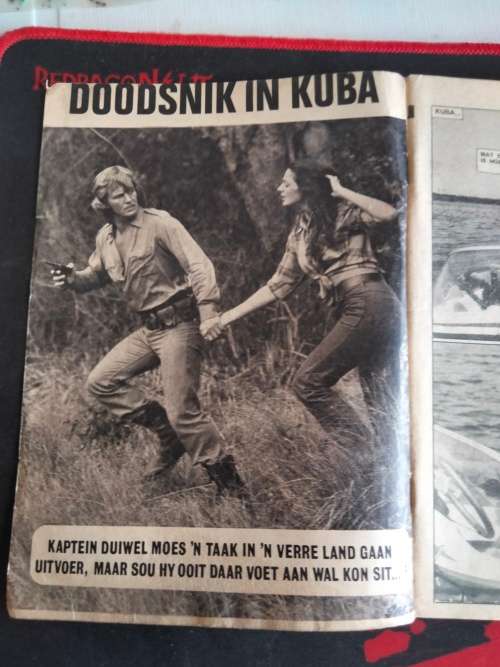 DOODSNIK IN KUBA
KUBA...
KAPTEIN DUIWEL MOES 'N TAAK IN 'N VERRE LAND GAAN
UITVOER, MAAR SOU HY OOIT DAAR VOET AAN WAL KON SIT...